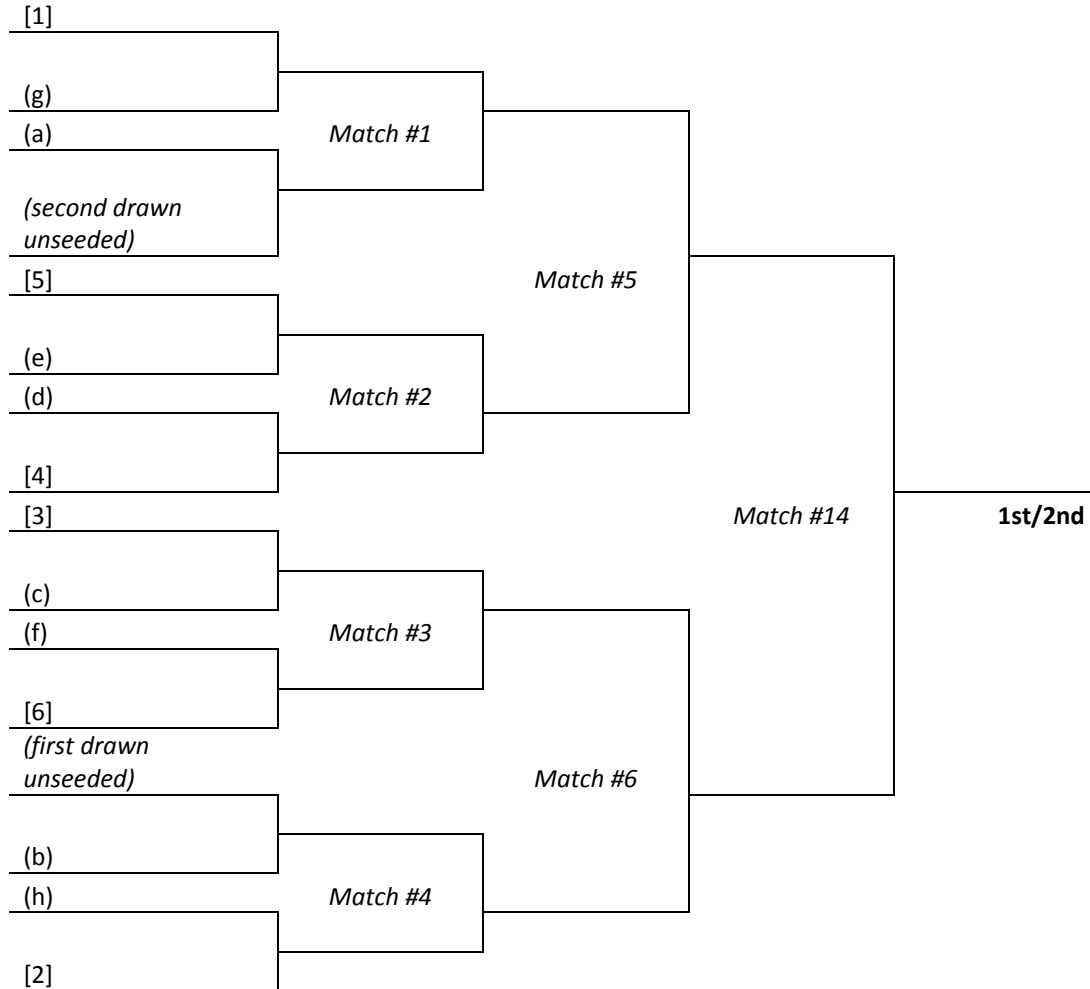 [1]
(g)
(a)
Match #1
(second drawn
unseeded)
[5]
Match #5
(e)
(d)
Match #2
[4]
[3]
Match #14
1st/2nd
(c)
(f)
Match #3
[6]
(first drawn
unseeded)
Match #6
(b)
(h)
Match #4
[2]